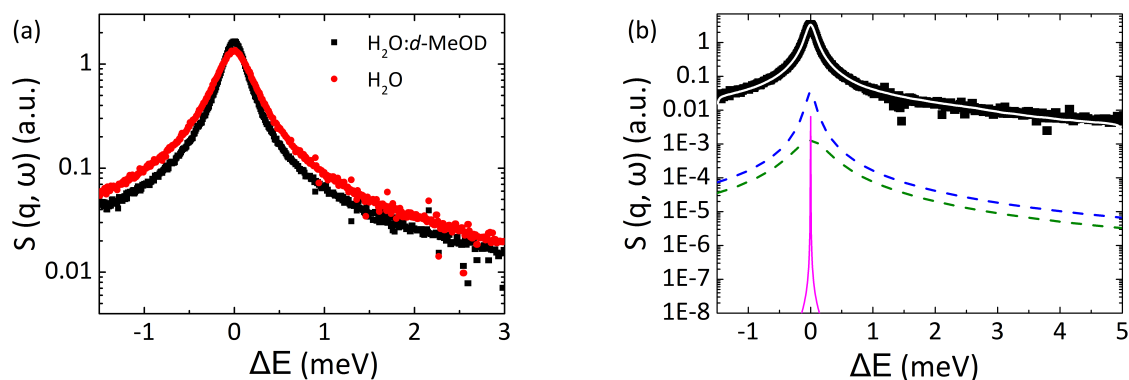 (a)
H₂O:d-MeOD
H₂O
S (q, ω) (a.u.)
1
0.1
0.01
-1 0 1 2 3
ΔE (meV)
(b)
S (q, ω) (a.u.)
1
0.1
0.01
1E-3
1E-4
1E-5
1E-6
1E-7
1E-8
-1 0 1 2 3 4 5
ΔE (meV)